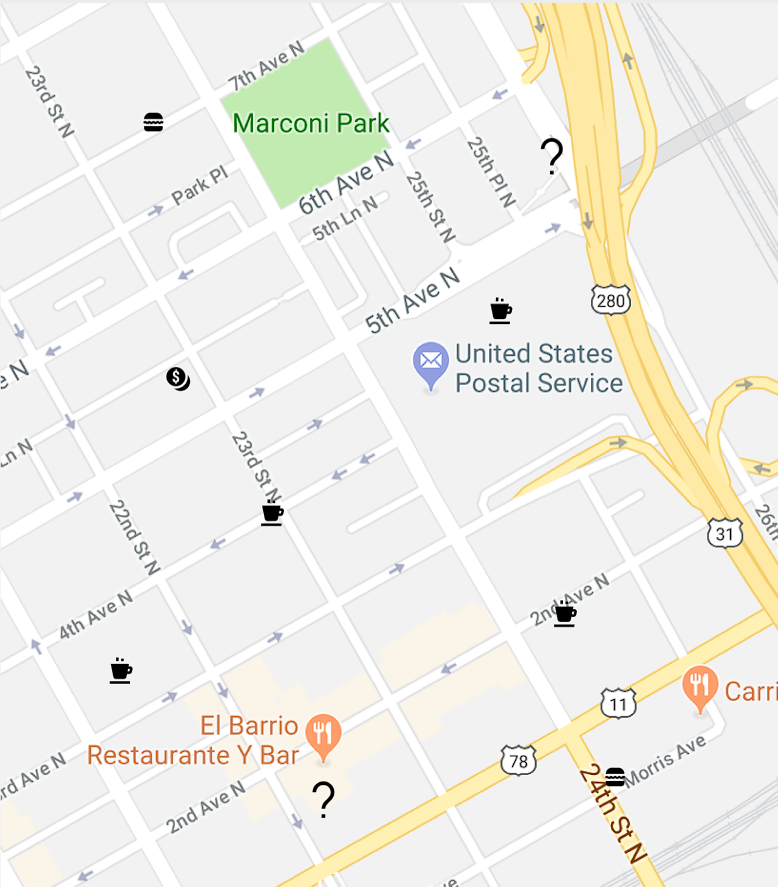 7th Ave N
23rd St N
Marconi Park
25th Pl N
?
Park Pl
6th Ave N
25th St N
5th Ln N
5th Ave N
280
United States
Postal Service
e N
$
23rd St N
Ln N
22nd St N
31
26th
4th Ave N
2nd Ave N
11
Carri
El Barrio
Restaurante Y Bar
rd Ave N
78
Morris Ave
?
2nd Ave N
24th St N
ve